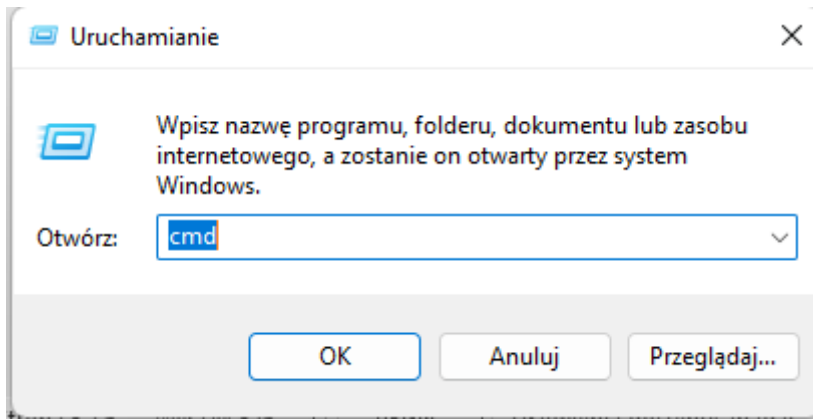 Uruchamianie
Wpisz nazwę programu, folderu, dokumentu lub zasobu
internetowego, a zostanie on otwarty przez system
Windows.
Otwórz:
cmd
OK
Anuluj
Przeglądaj...